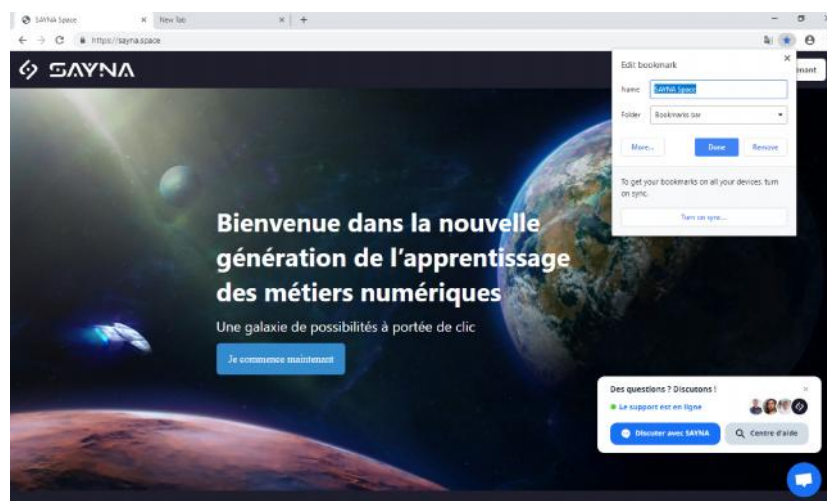 SAYNA Space
New Tab
https://sayna.space
SAYNA
Edit bookmark
Name
SAYNA Space
Folder
Bookmarks bar
More...
Done
Remove
To get your bookmarks on all your devices, turn
on sync.
Turn on sync...
Bienvenue dans la nouvelle
génération de l'apprentissage
des métiers numériques
Une galaxie de possibilités à portée de clic
Je commence maintenant
Des questions ? Discutons !
Le support est en ligne
Discuter avec SAYNA
Centre d'aide